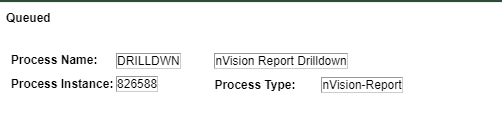 Queued
Process Name: DRILLDWN nVision Report Drilldown
Process Instance: 826588 Process Type: nVision-Report